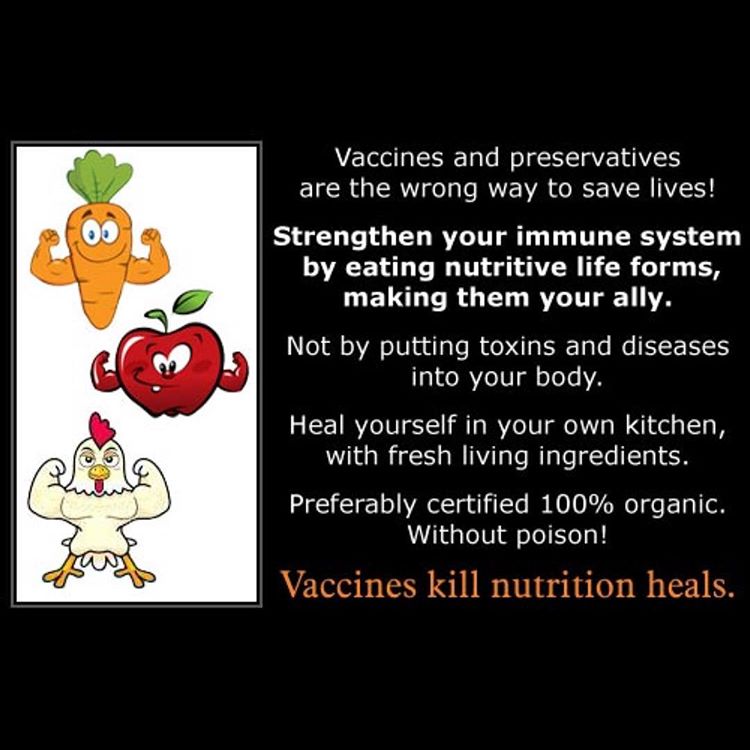 Vaccines and preservatives
are the wrong way to save lives!
Strengthen your immune system
by eating nutritive life forms,
making them your ally.
Not by putting toxins and diseases
into your body.
Heal yourself in your own kitchen,
with fresh living ingredients.
Preferably certified 100% organic.
Without poison!
Vaccines kill nutrition heals.